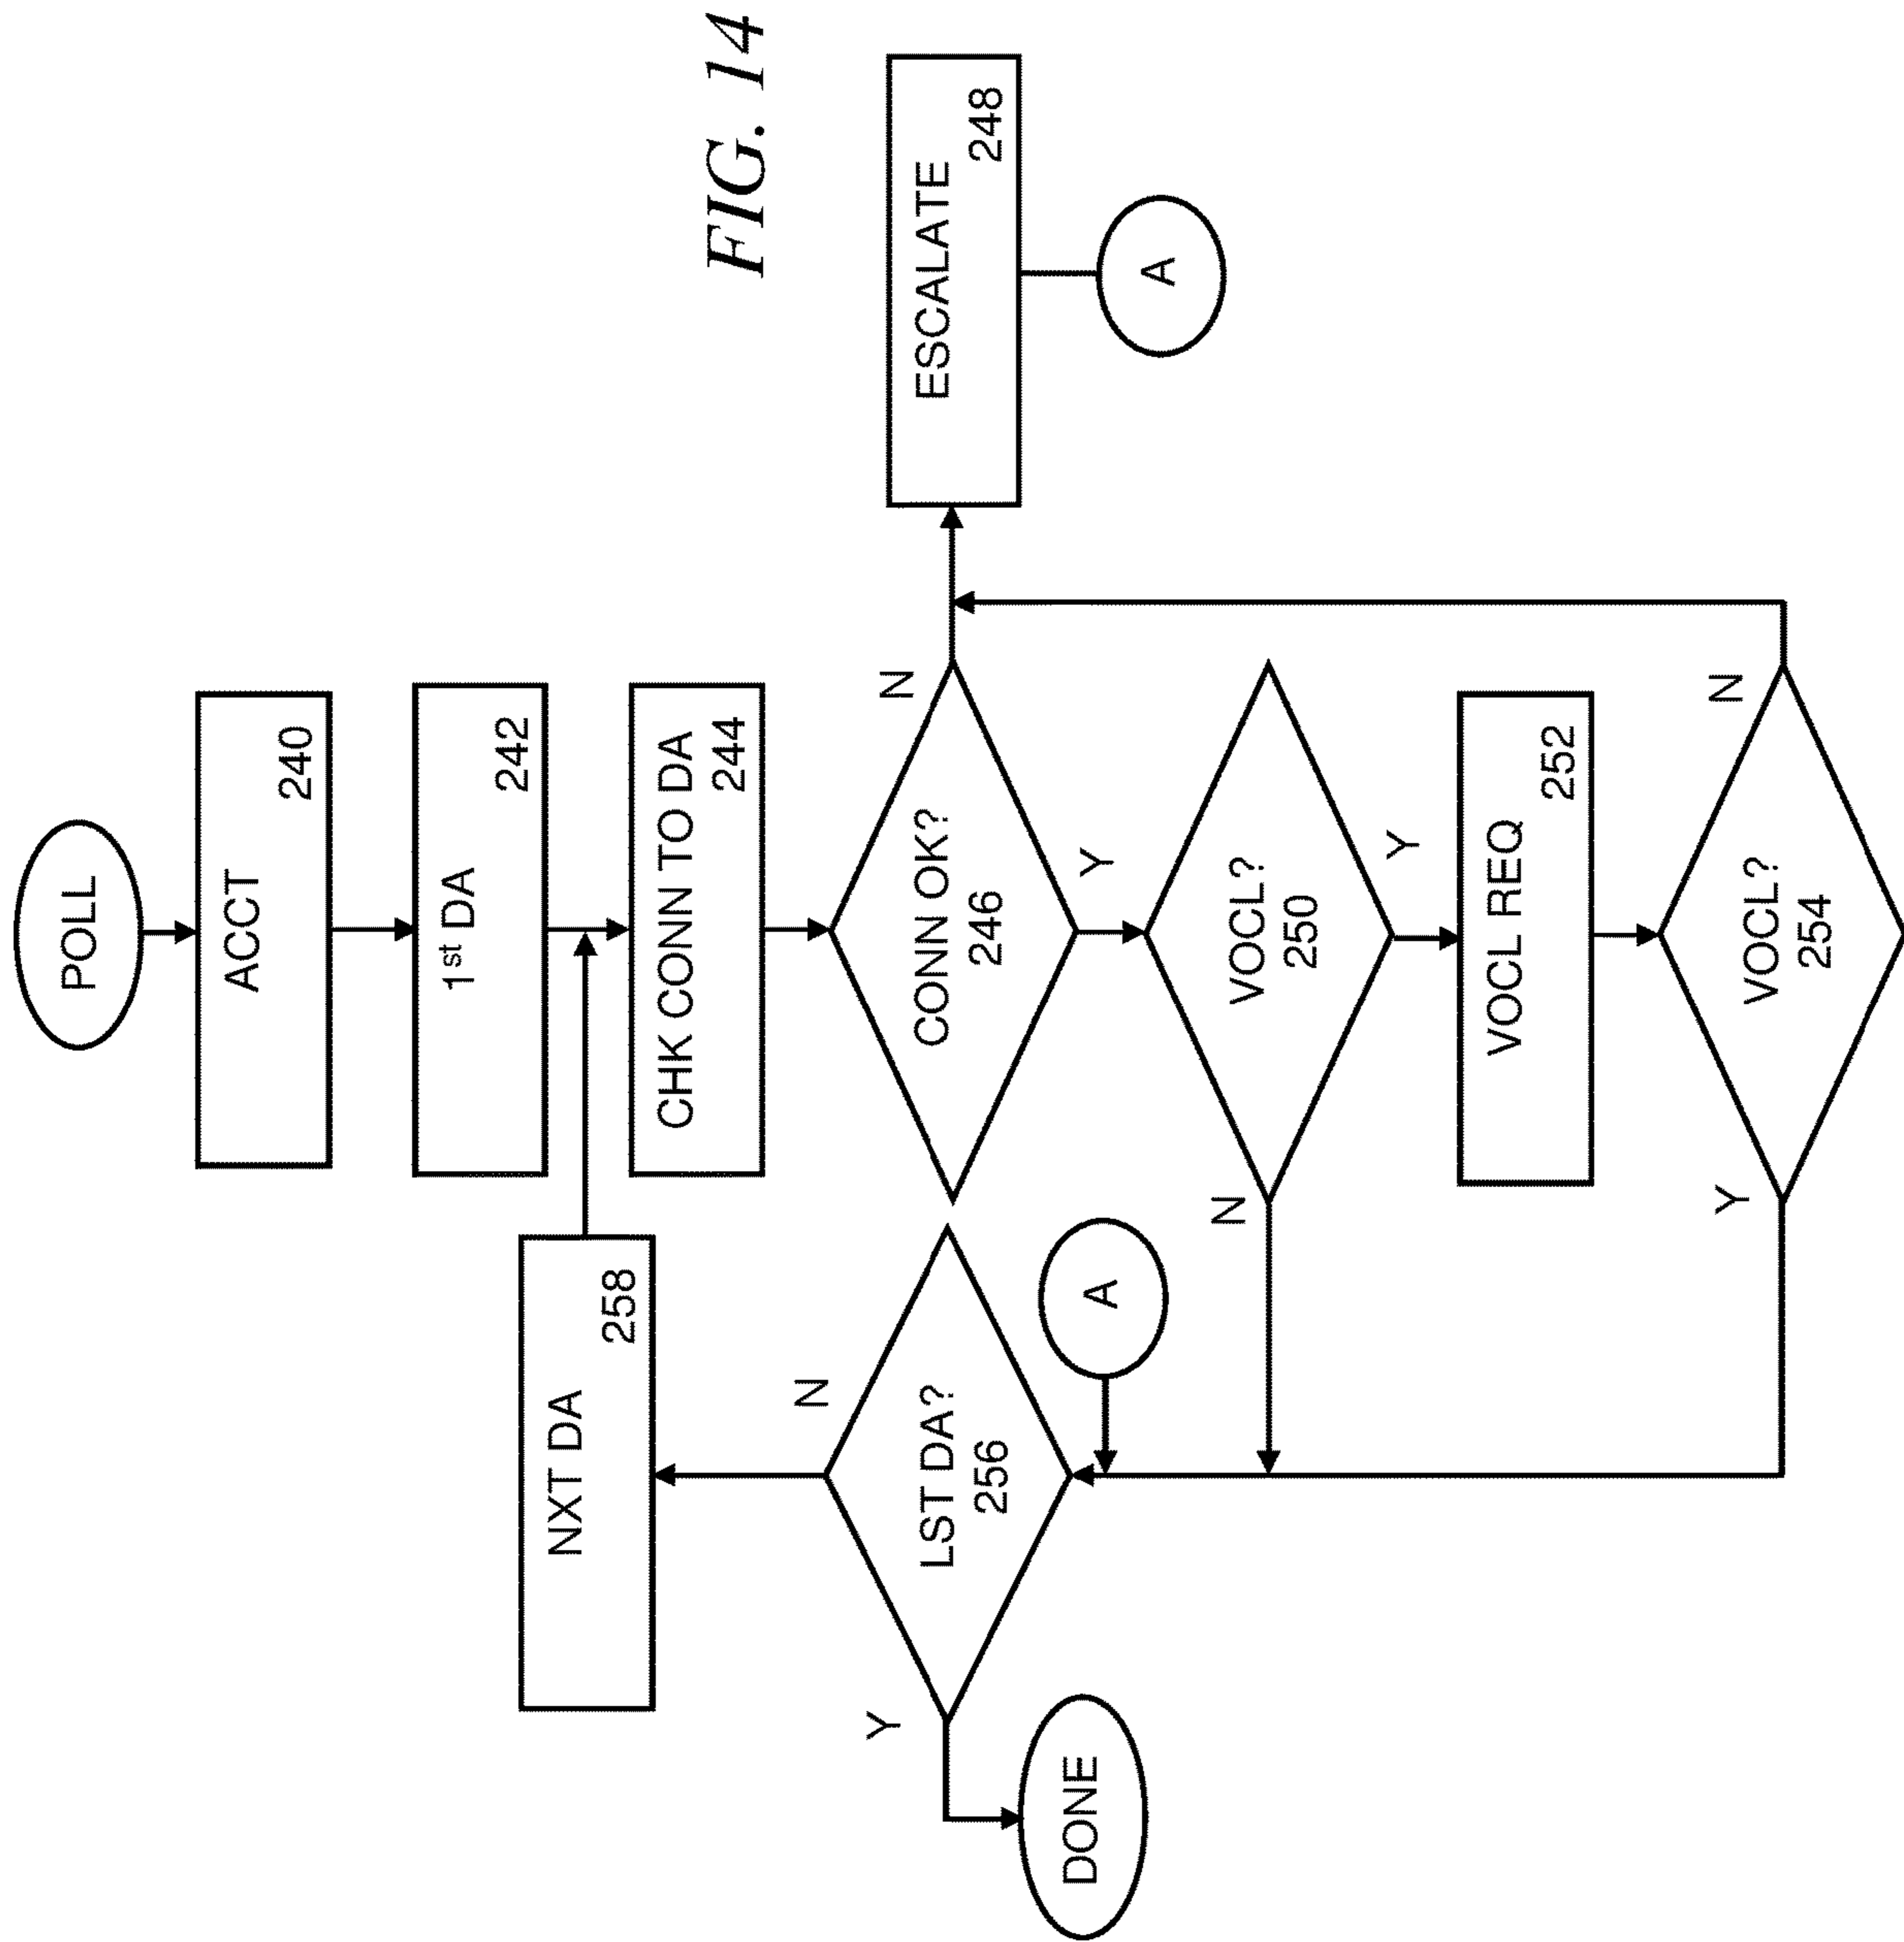 FIG. 14
POLL
ACCT
240
1st DA
242
CHK CONN TO DA
244
CONN OK?
246
N
Y
ESCALATE
248
A
VOCL?
250
N
Y
VOCL REQ
252
VOCL?
254
N
Y
A
LST DA?
256
N
Y
NXT DA
258
DONE